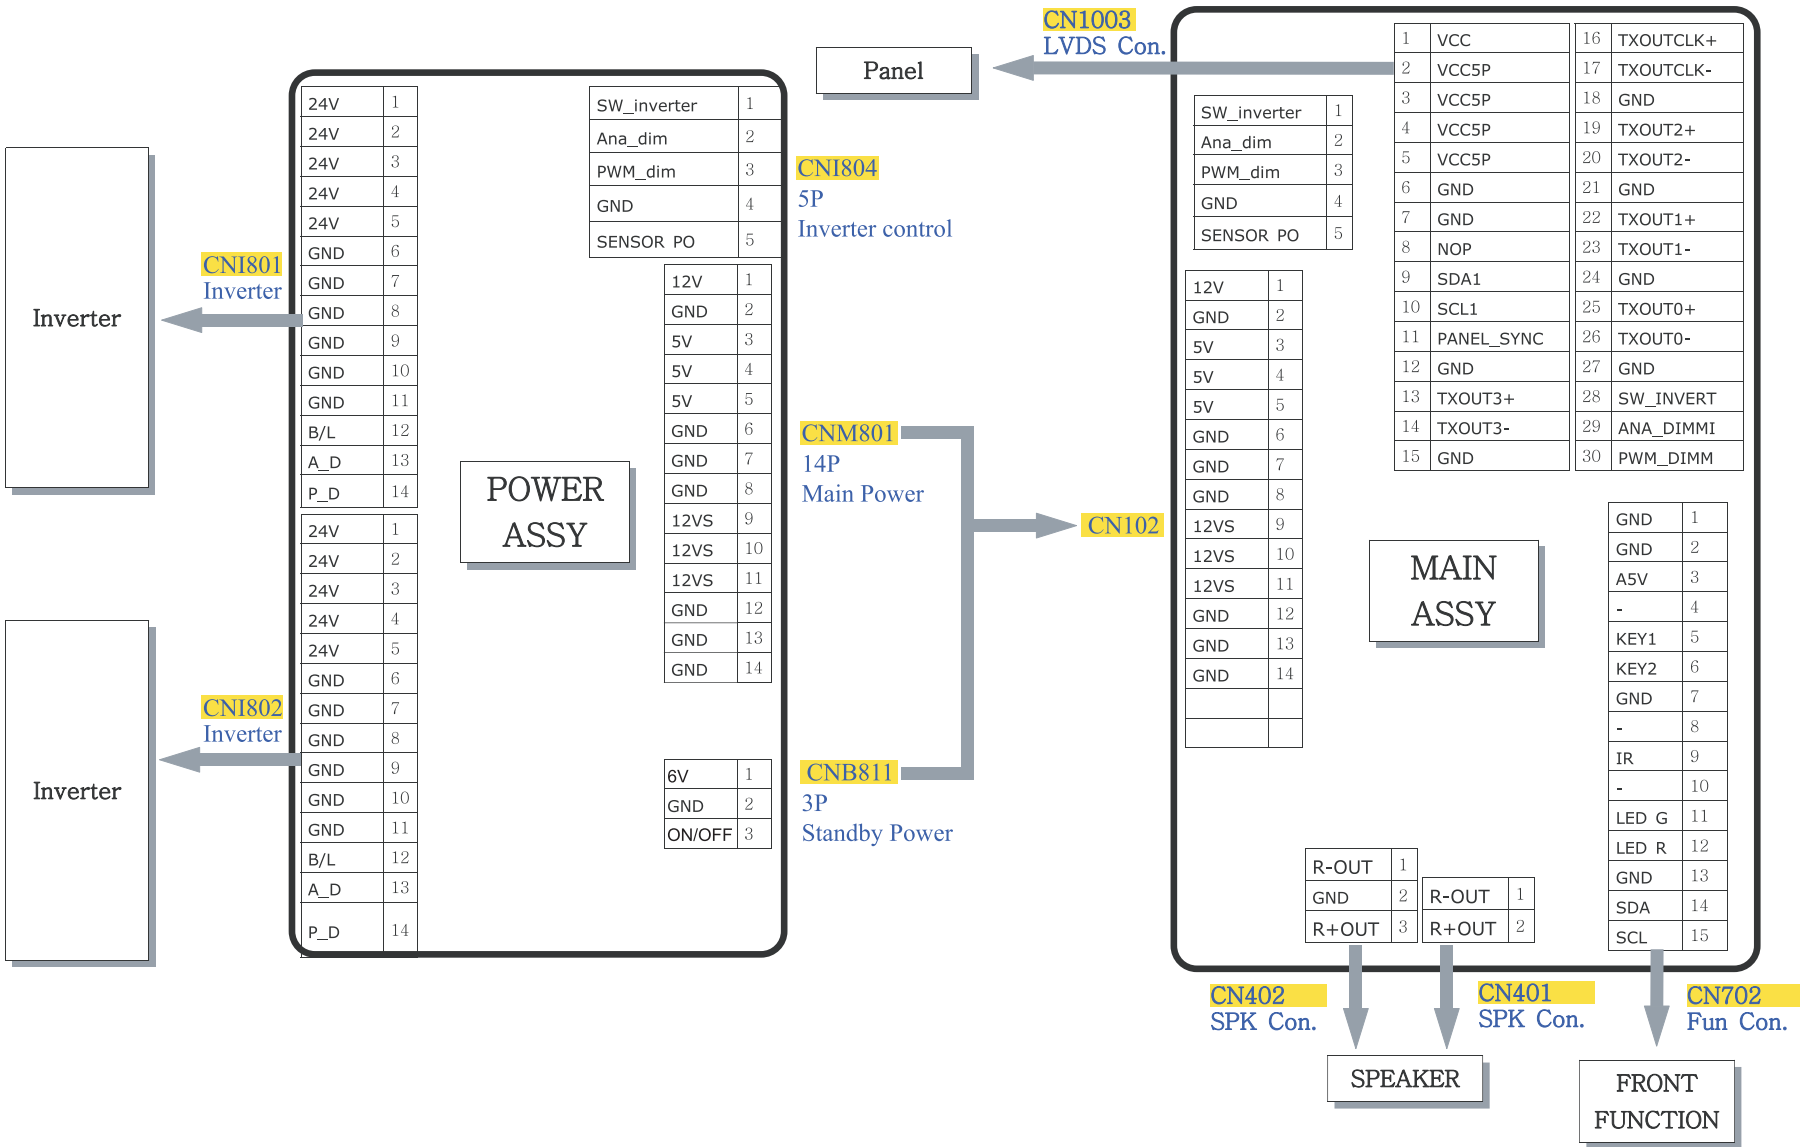 Inverter
CNI801
Inverter
Inverter
CNI802
Inverter
24V 1
24V 2
24V 3
24V 4
24V 5
GND 6
GND 7
GND 8
GND 9
GND 10
GND 11
B/L 12
A_D 13
P_D 14
24V 1
24V 2
24V 3
24V 4
24V 5
GND 6
GND 7
GND 8
GND 9
GND 10
GND 11
B/L 12
A_D 13
P_D 14
POWER
ASSY
SW_inverter 1
Ana_dim 2
PWM_dim 3
GND 4
SENSOR PO 5
12V 1
GND 2
5V 3
5V 4
5V 5
GND 6
GND 7
GND 8
12VS 9
12VS 10
12VS 11
GND 12
GND 13
GND 14
6V 1
GND 2
ON/OFF 3
Panel
CNI804
5P
Inverter control
CNM801
14P
Main Power
CNB811
3P
Standby Power
CN1003
LVDS Con.
CN102
SW_inverter 1
Ana_dim 2
PWM_dim 3
GND 4
SENSOR PO 5
12V 1
GND 2
5V 3
5V 4
5V 5
GND 6
GND 7
GND 8
12VS 9
12VS 10
12VS 11
GND 12
GND 13
GND 14
1 VCC
2 VCC5P
3 VCC5P
4 VCC5P
5 VCC5P
6 GND
7 GND
8 NOP
9 SDA1
10 SCL1
11 PANEL_SYNC
12 GND
13 TXOUT3+
14 TXOUT3-
15 GND
16 TXOUTCLK+
17 TXOUTCLK-
18 GND
19 TXOUT2+
20 TXOUT2-
21 GND
22 TXOUT1+
23 TXOUT1-
24 GND
25 TXOUT0+
26 TXOUT0-
27 GND
28 SW_INVERT
29 ANA_DIMMI
30 PWM_DIMM
MAIN
ASSY
GND 1
GND 2
A5V 3
- 4
KEY1 5
KEY2 6
GND 7
- 8
IR 9
- 10
LED G 11
LED R 12
GND 13
SDA 14
SCL 15
R-OUT 1
GND 2
R+OUT 3
R-OUT 1
R+OUT 2
CN402
SPK Con.
CN401
SPK Con.
CN702
Fun Con.
SPEAKER
FRONT
FUNCTION